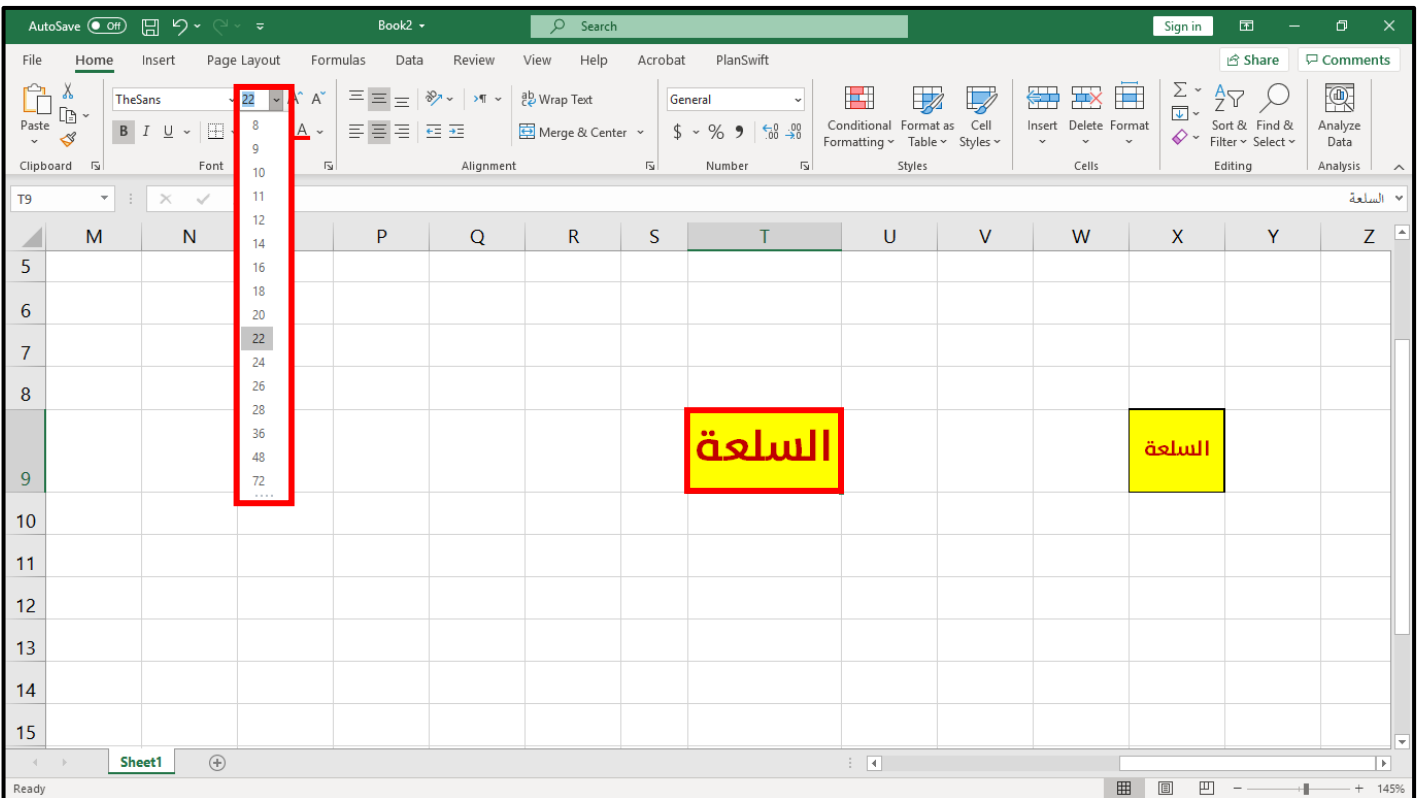 AutoSave Off Book2 Search Sign in
File Home Insert Page Layout Formulas Data Review View Help Acrobat PlanSwift Share Comments
Paste TheSans 22 A A Wrap Text General Conditional Formatting Format as Table Cell Styles Insert Delete Format Sort & Filter Find & Select Analyze Data
B I U A Merge & Center $ % 9
Clipboard Font Alignment Number Styles Cells Editing Analysis
8
9
10
11
12
14
16
18
20
22
24
26
28
36
48
72
T9 السلعة
M N P Q R S T U V W X Y Z
5
6
7
8
9 السلعة السلعة
10
11
12
13
14
15
Sheet1
Ready 145%